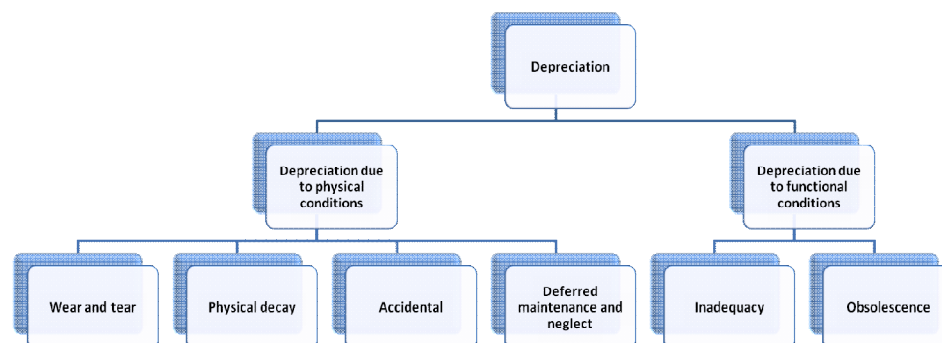 Depreciation
Depreciation due
to physical
conditions
Depreciation due
to functional
conditions
Wear and tear
Physical decay
Accidental
Deferred
maintenance and
neglect
Inadequacy
Obsolescence